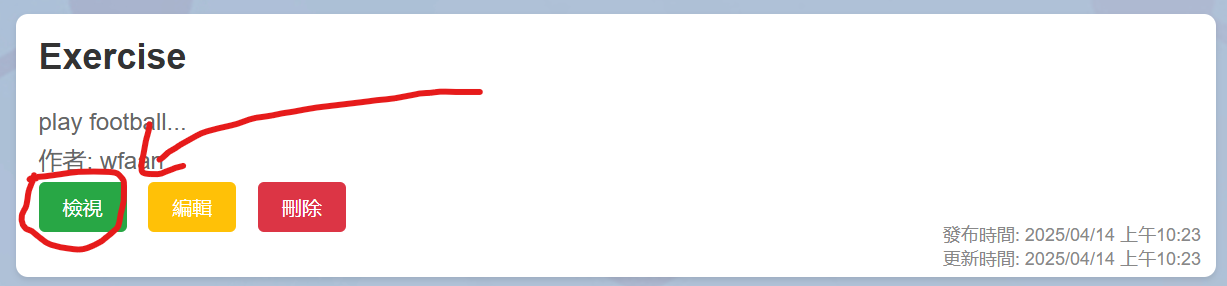 Exercise
play football...
作者: wfaan
檢視 編輯 刪除
發布時間: 2025/04/14 上午10:23
更新時間: 2025/04/14 上午10:23